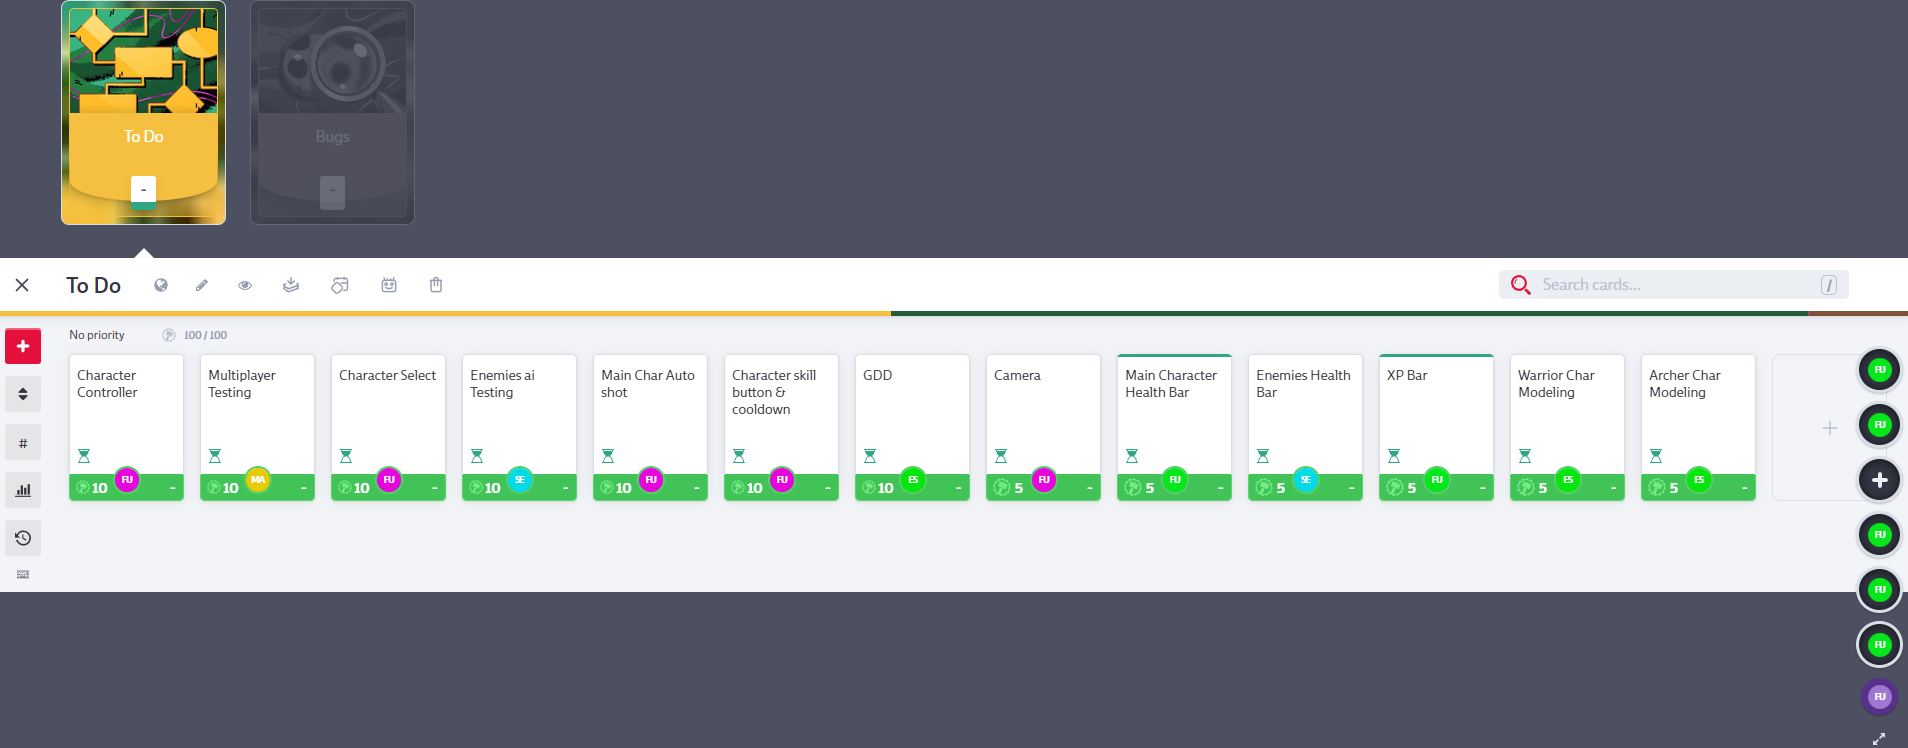 To Do
-
Bugs
-
To Do
Search cards...
/
No priority
100 / 100
#
Character
Controller
10
FU
-
Multiplayer
Testing
10
MA
-
Character Select
10
FU
-
Enemies ai
Testing
10
SE
-
Main Char Auto
shot
10
FU
-
Character skill
button &
cooldown
10
FU
-
GDD
10
ES
-
Camera
5
FU
-
Main Character
Health Bar
5
FU
-
Enemies Health
Bar
5
SE
-
XP Bar
5
FU
-
Warrior Char
Modeling
5
ES
-
Archer Char
Modeling
5
ES
-
FU
FU
FU
FU
FU
FU